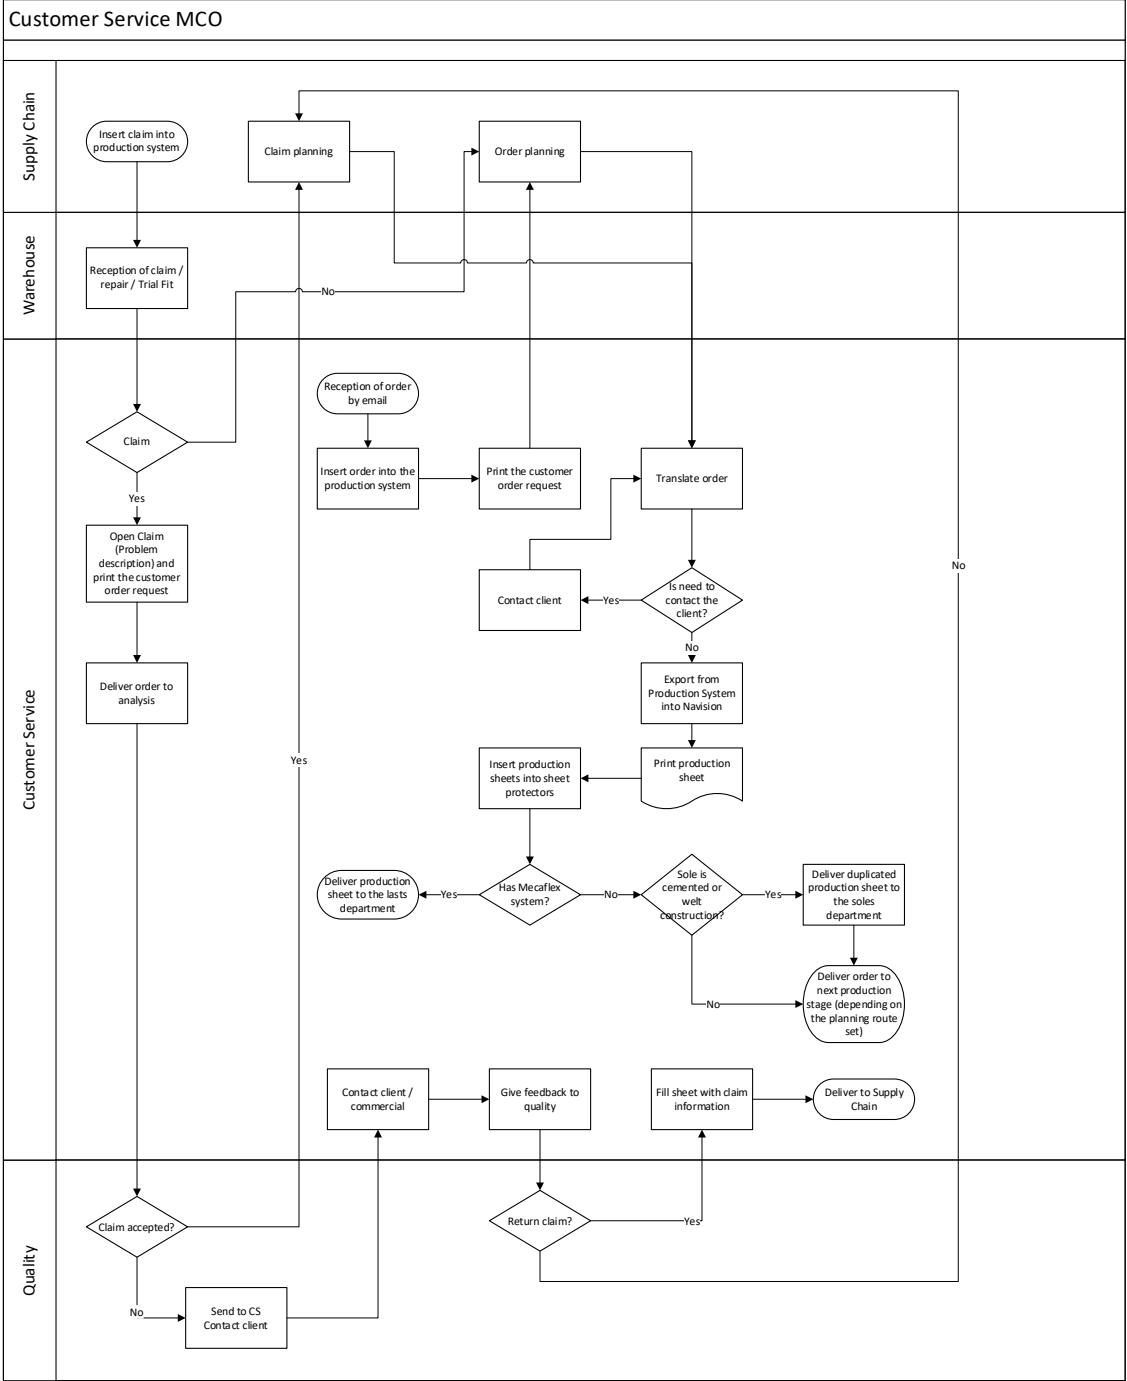 Customer Service MCO
Supply Chain
Insert claim into
production system
Claim planning
Order planning
Warehouse
Reception of claim /
repair / Trial Fit
No
Customer Service
Reception of order
by email
Claim
Insert order into the
production system
Print the customer
order request
Translate order
Yes
Open Claim
(Problem
description) and
print the customer
order request
No
Contact client
Yes
Is need to
contact the
client?
No
Deliver order to
analysis
Export from
Production System
into Navision
Yes
Insert production
sheets into sheet
protectors
Print production
sheet
Deliver production
sheet to the lasts
department
Yes
Has Mecaflex
system?
No
Sole is
cemented or
welt
construction?
Yes
Deliver duplicated
production sheet to
the soles
department
No
Deliver order to
next production
stage (depending on
the planning route
set)
Contact client /
commercial
Give feedback to
quality
Fill sheet with claim
information
Deliver to Supply
Chain
Quality
Claim accepted?
Return claim?
Yes
No
Send to CS
Contact client